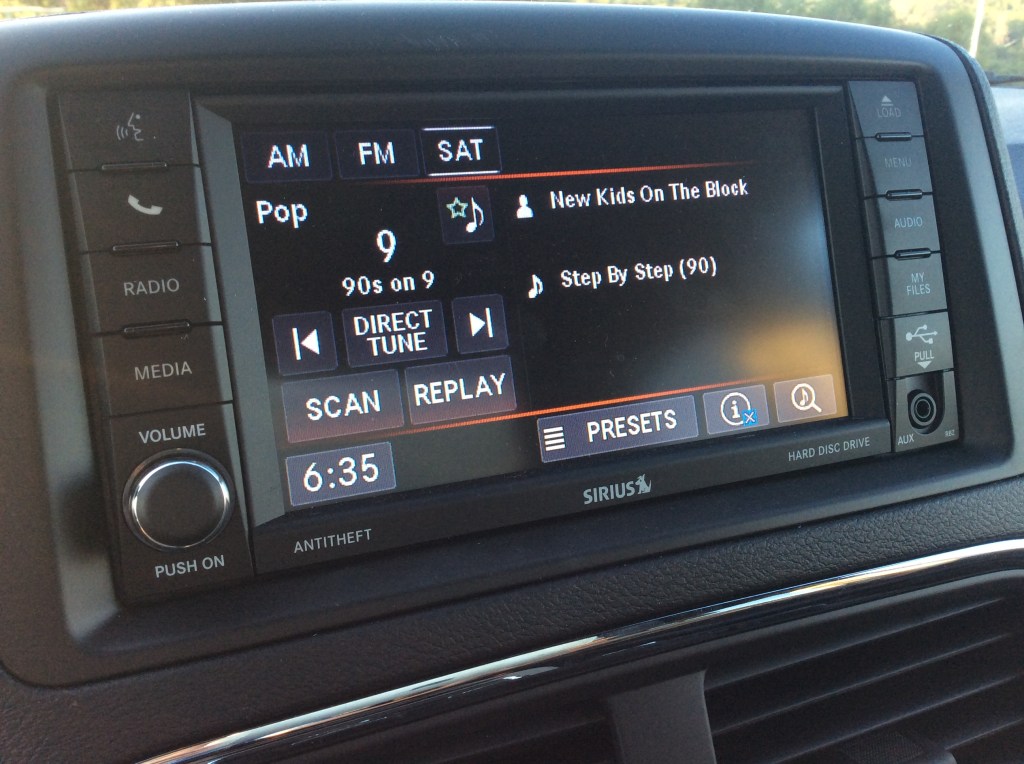 AM FM SAT
Pop
9
90s on 9
DIRECT
TUNE
SCAN REPLAY
New Kids On The Block
Step By Step (90)
PRESETS
6:35
RADIO
MEDIA
VOLUME
PUSH ON
ANTITHEFT
SIRIUS
HARD DISC DRIVE
LOAD
MENU
AUDIO
MY
FILES
PULL
AUX